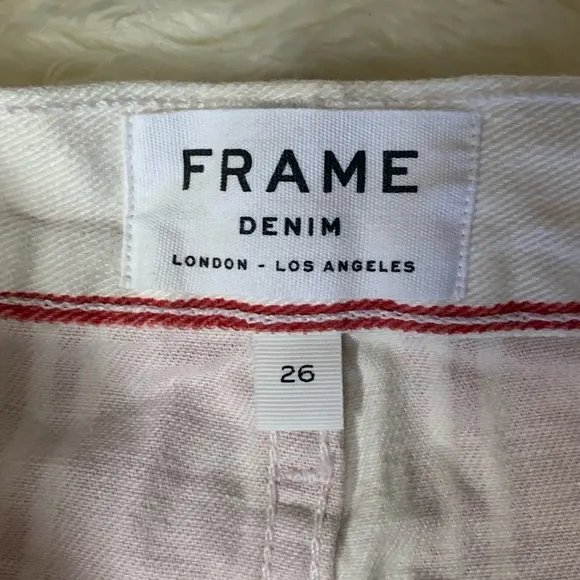 FRAME
DENIM
LONDON - LOS ANGELES
26